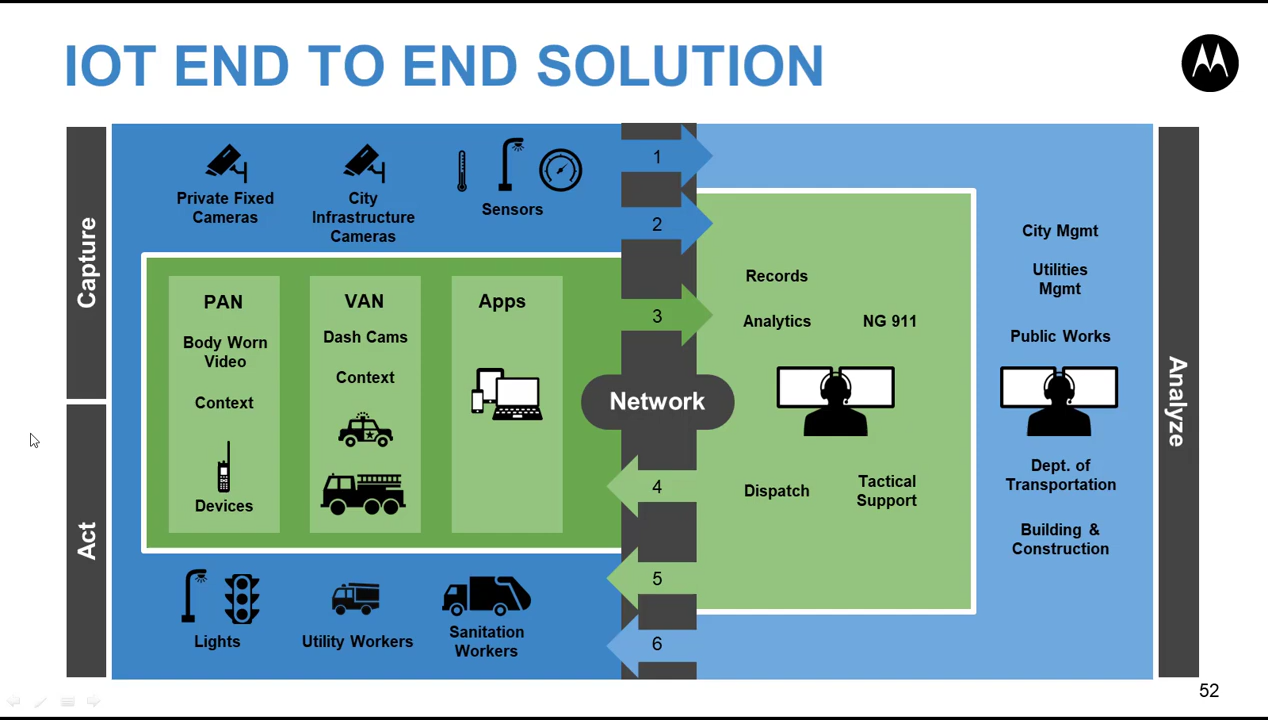 IOT END TO END SOLUTION
Capture
Act
Private Fixed
Cameras
City
Infrastructure
Cameras
Sensors
PAN
Body Worn
Video
Context
Devices
VAN
Dash Cams
Context
Apps
Lights
Utility Workers
Sanitation
Workers
1
2
3
Network
4
5
6
Records
Analytics
NG 911
Dispatch
Tactical
Support
City Mgmt
Utilities
Mgmt
Public Works
Dept. of
Transportation
Building &
Construction
Analyze
52